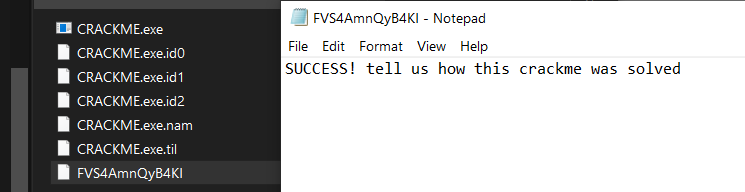 CRACKME.exe
CRACKME.exe.id0
CRACKME.exe.id1
CRACKME.exe.id2
CRACKME.exe.nam
CRACKME.exe.til
FVS4AmnQyB4KI
FVS4AmnQyB4KI - Notepad
File Edit Format View Help
SUCCESS! tell us how this crackme was solved